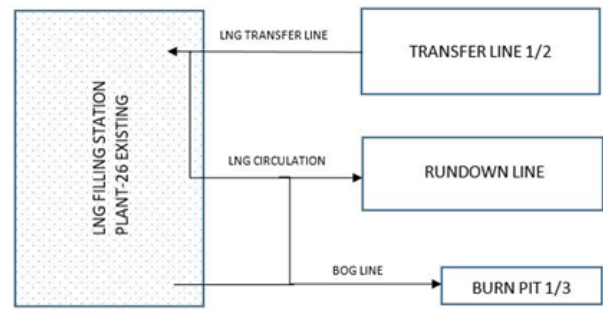 LNG FILLING STATION
PLANT-26 EXISTING
LNG TRANSFER LINE
TRANSFER LINE 1/2
LNG CIRCULATION
RUNDOWN LINE
BOG LINE
BURN PIT 1/3